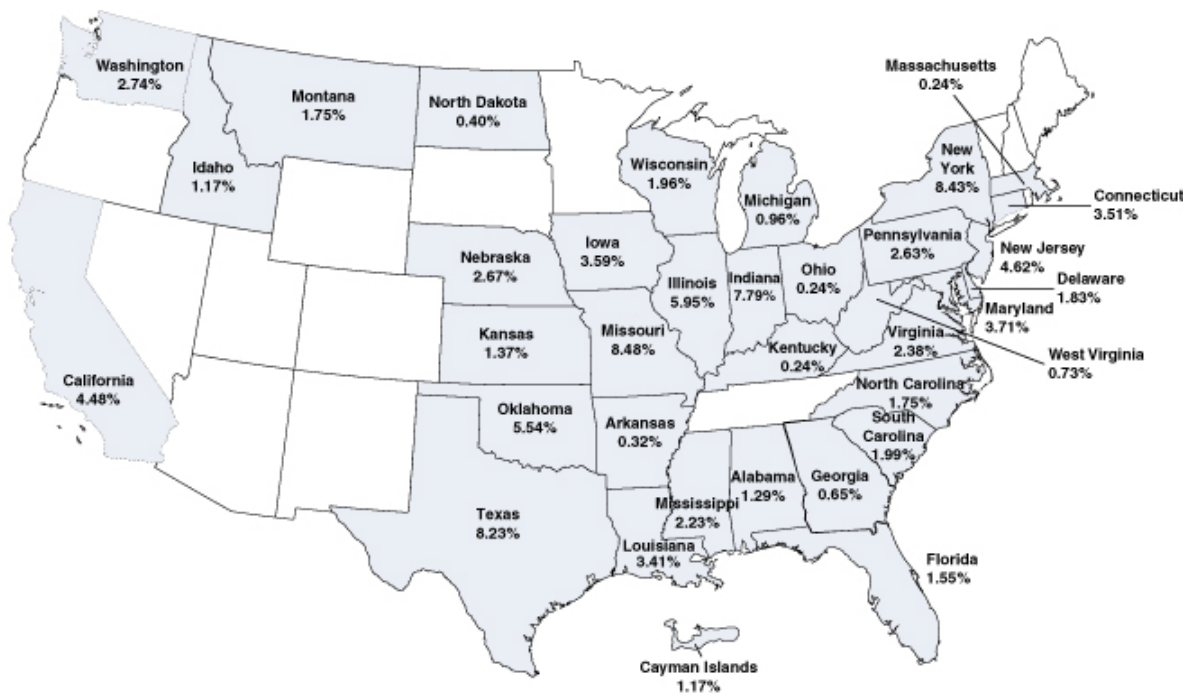 Washington
2.74%
Montana
1.75%
North Dakota
0.40%
Idaho
1.17%
Wisconsin
1.96%
Michigan
0.96%
Massachusetts
0.24%
New
York
8.43%
Connecticut
3.51%
Pennsylvania
2.63%
New Jersey
4.62%
Delaware
1.83%
Maryland
3.71%
West Virginia
0.73%
Nebraska
2.67%
Iowa
3.59%
Illinois
5.95%
Indiana
7.79%
Ohio
0.24%
Kansas
1.37%
Missouri
8.48%
Kentucky
0.24%
Virginia
2.38%
California
4.48%
Oklahoma
5.54%
Arkansas
0.32%
North Carolina
1.75%
South
Carolina
1.99%
Texas
8.23%
Louisiana
3.41%
Mississippi
2.23%
Alabama
1.29%
Georgia
0.65%
Florida
1.55%
Cayman Islands
1.17%